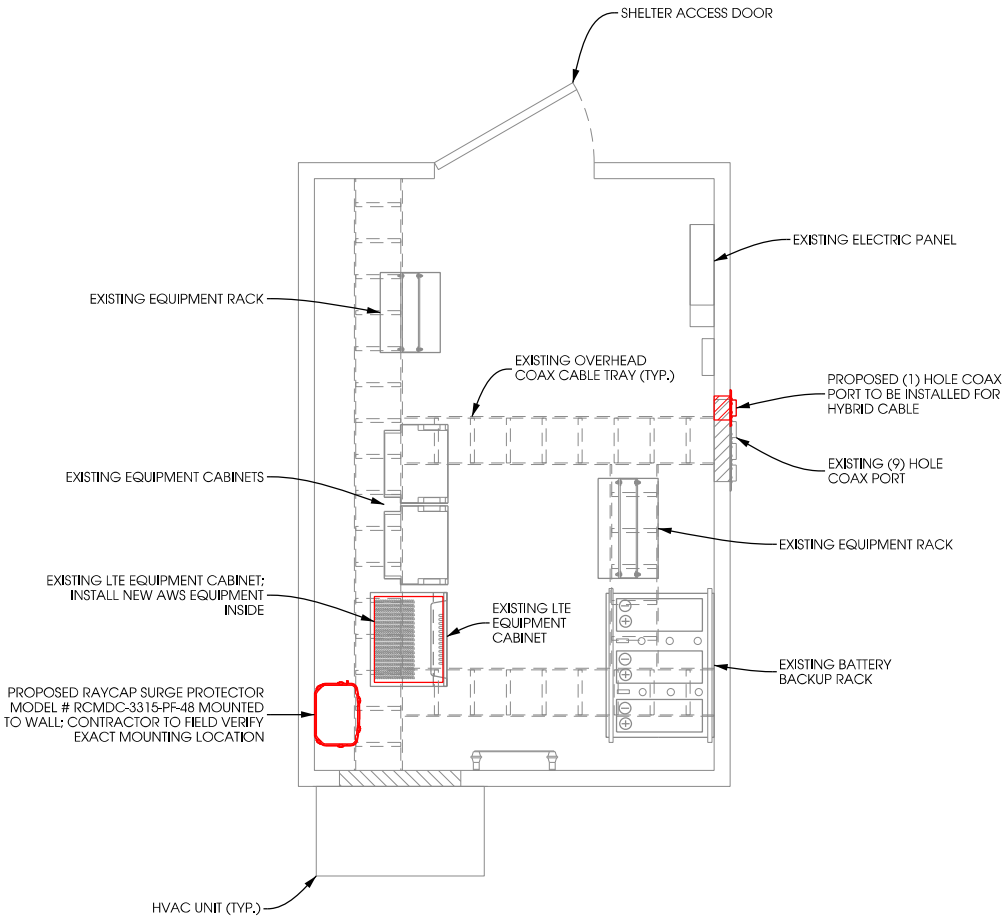 SHELTER ACCESS DOOR
EXISTING ELECTRIC PANEL
EXISTING EQUIPMENT RACK
EXISTING OVERHEAD
COAX CABLE TRAY (TYP.)
PROPOSED (1) HOLE COAX
PORT TO BE INSTALLED FOR
HYBRID CABLE
EXISTING (9) HOLE
COAX PORT
EXISTING EQUIPMENT CABINETS
EXISTING EQUIPMENT RACK
EXISTING LTE EQUIPMENT CABINET;
INSTALL NEW AWS EQUIPMENT
INSIDE
EXISTING LTE
EQUIPMENT
CABINET
EXISTING BATTERY
BACKUP RACK
PROPOSED RAYCAP SURGE PROTECTOR
MODEL # RCMDC-3315-PF-48 MOUNTED
TO WALL; CONTRACTOR TO FIELD VERIFY
EXACT MOUNTING LOCATION
HVAC UNIT (TYP.)